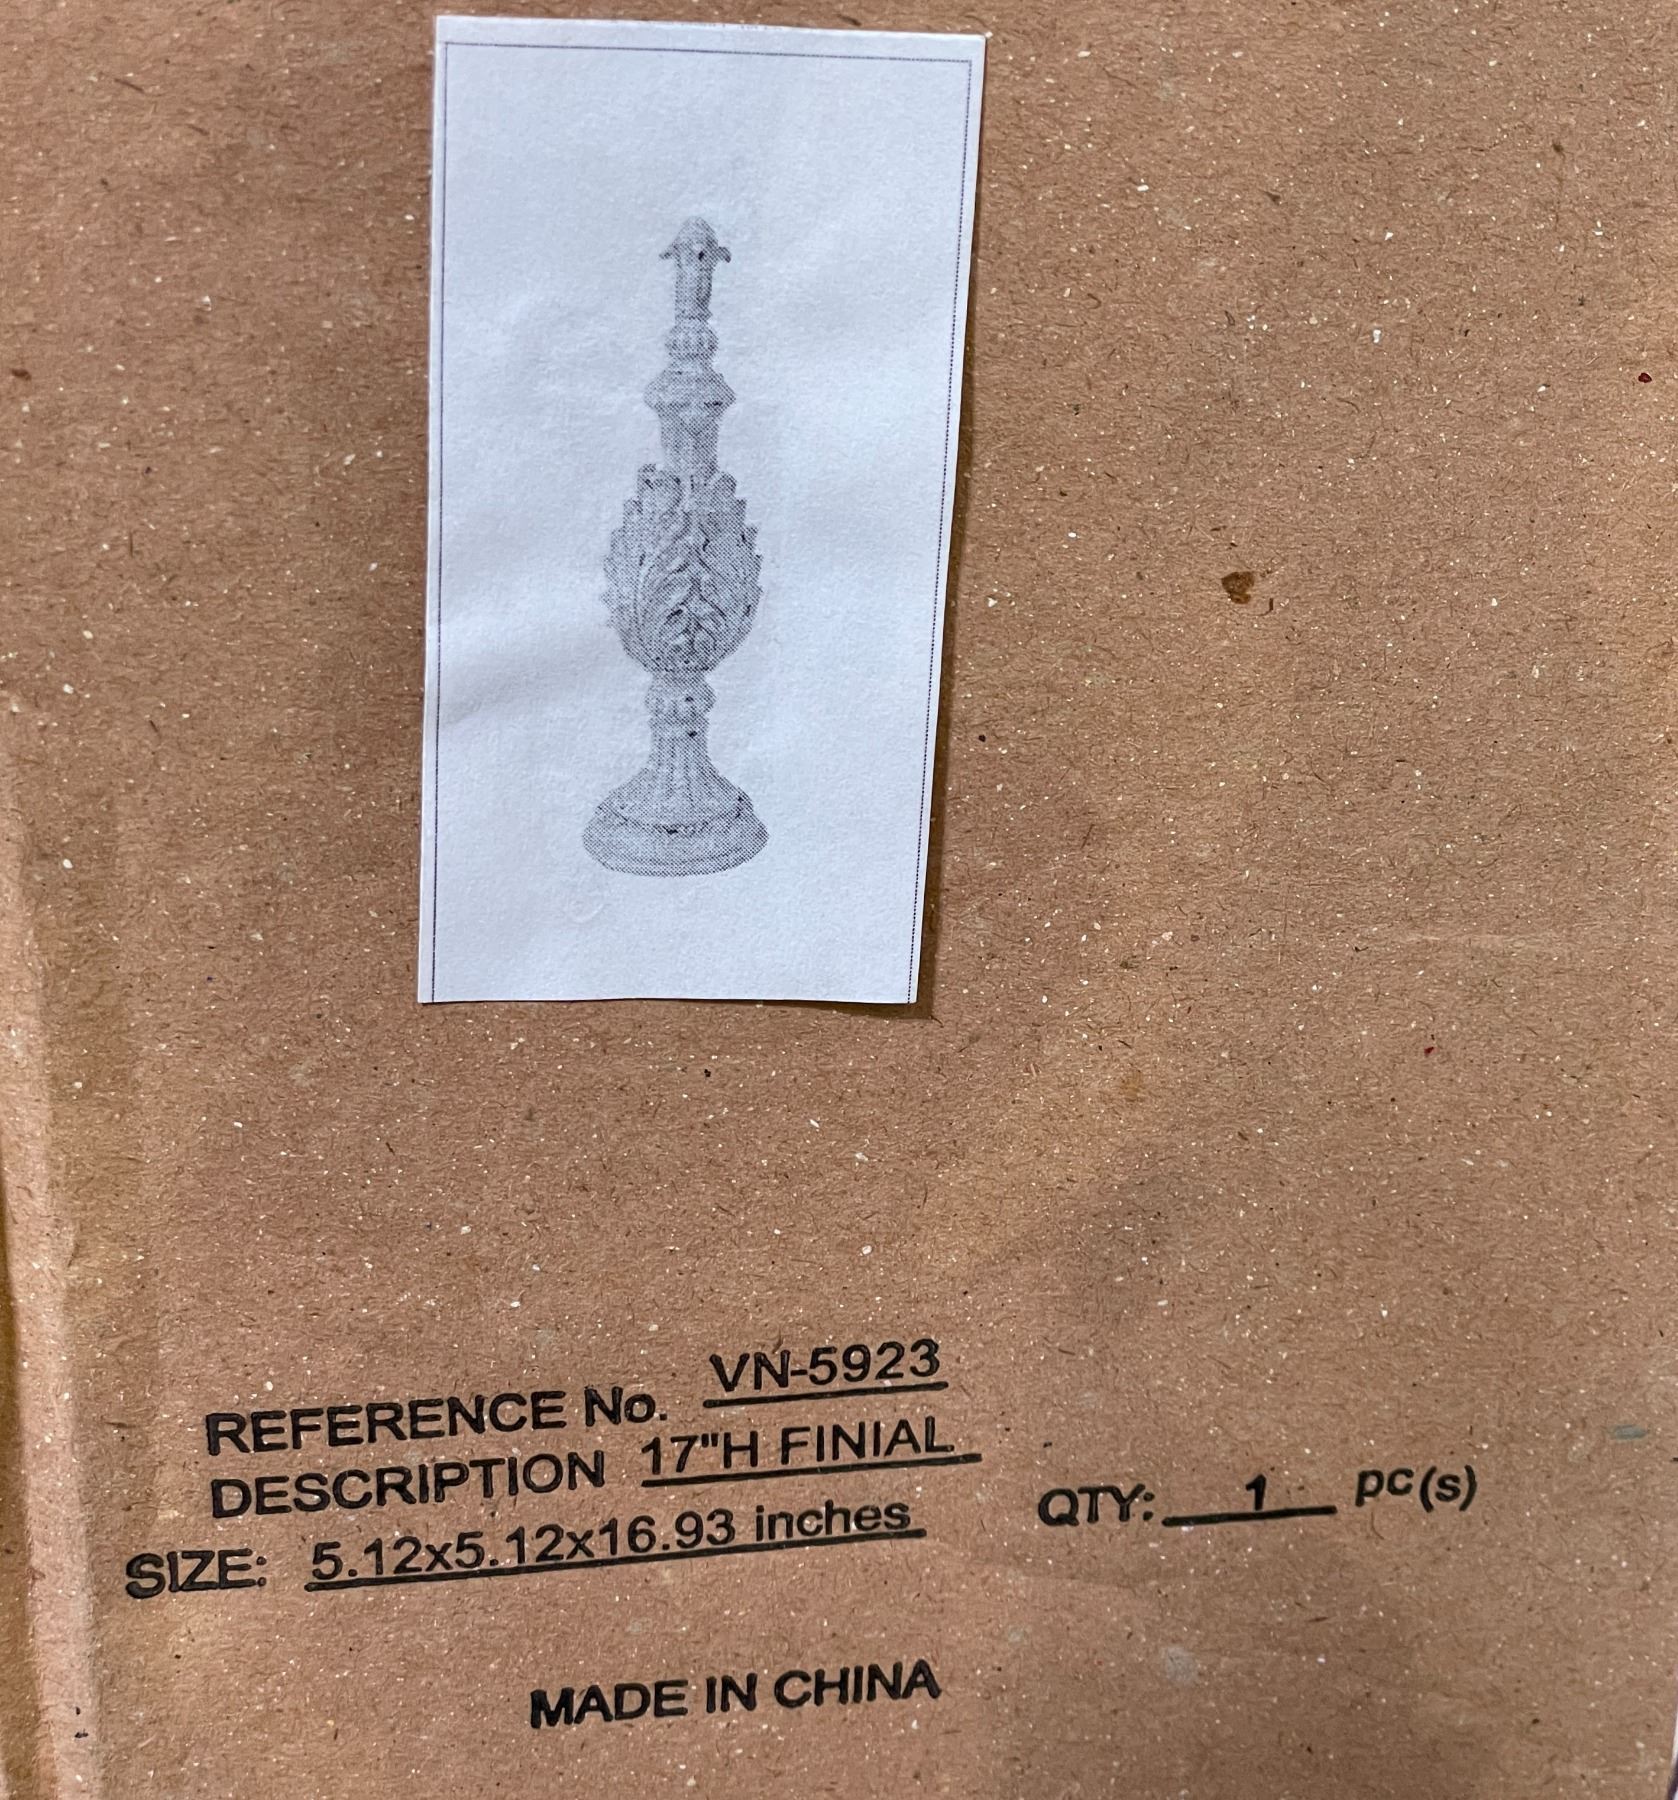 REFERENCE No. VN-5923
DESCRIPTION 17"H FINIAL
SIZE: 5.12x5.12x16.93 inches
QTY: 1 pc(s)
MADE IN CHINA